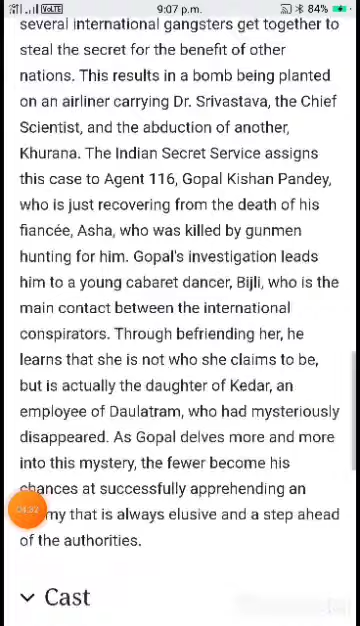 VoLTE 9:07 p.m. 84%
several international gangsters get together to
steal the secret for the benefit of other
nations. This results in a bomb being planted
on an airliner carrying Dr. Srivastava, the Chief
Scientist, and the abduction of another,
Khurana. The Indian Secret Service assigns
this case to Agent 116, Gopal Kishan Pandey,
who is just recovering from the death of his
fiancée, Asha, who was killed by gunmen
hunting for him. Gopal's investigation leads
him to a young cabaret dancer, Bijli, who is the
main contact between the international
conspirators. Through befriending her, he
learns that she is not who she claims to be,
but is actually the daughter of Kedar, an
employee of Daulatram, who had mysteriously
disappeared. As Gopal delves more and more
into this mystery, the fewer become his
chances at successfully apprehending an
my that is always elusive and a step ahead
of the authorities.
Cast